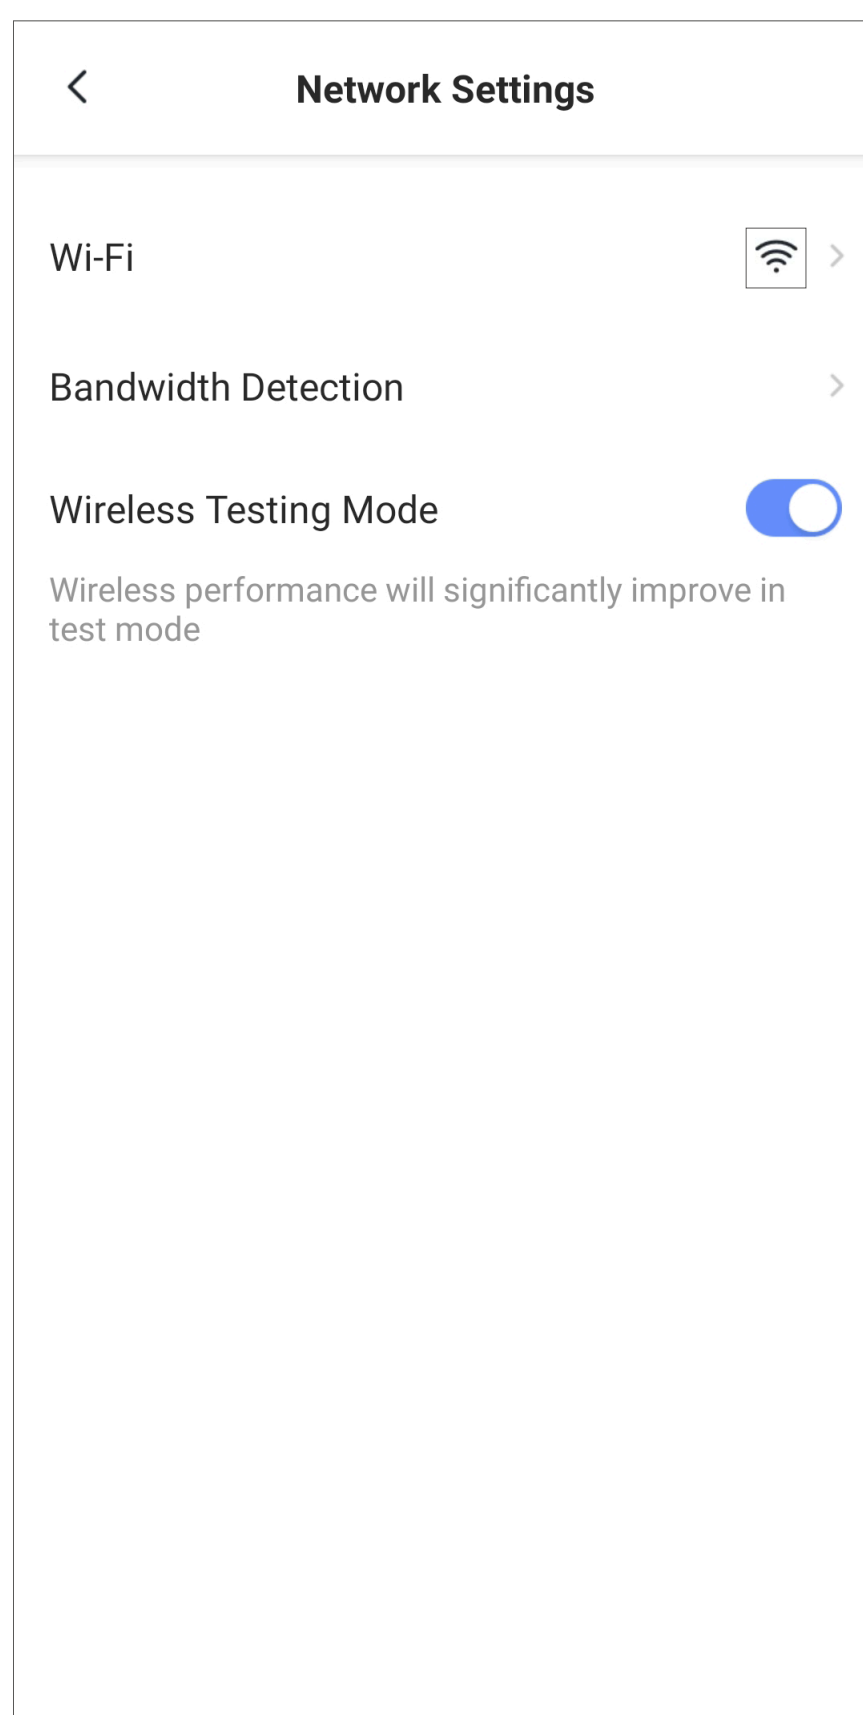 Network Settings
Wi-Fi
Bandwidth Detection
Wireless Testing Mode
Wireless performance will significantly improve in
test mode